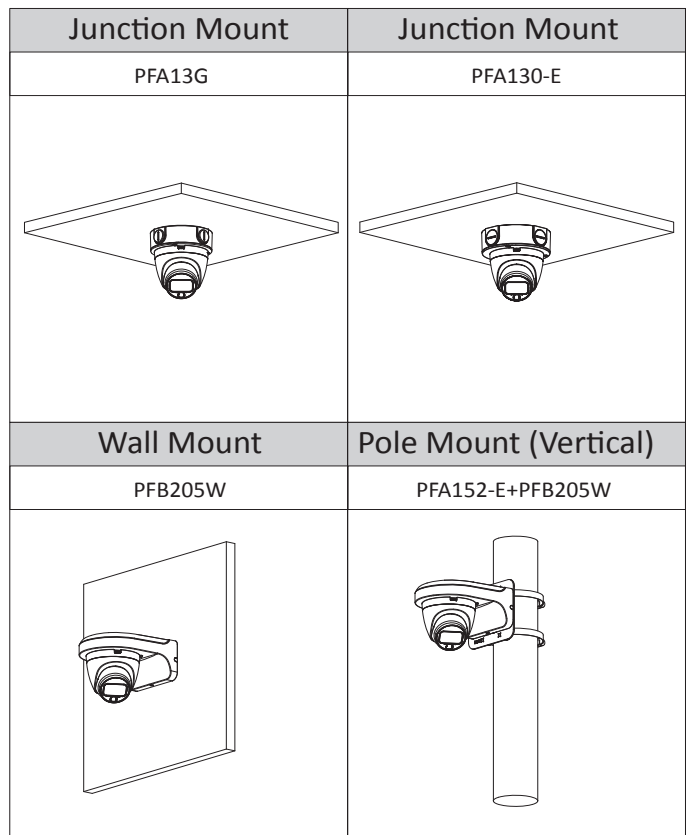 Junction Mount
Junction Mount
PFA13G
PFA130-E
Wall Mount
Pole Mount (Vertical)
PFB205W
PFA152-E+PFB205W